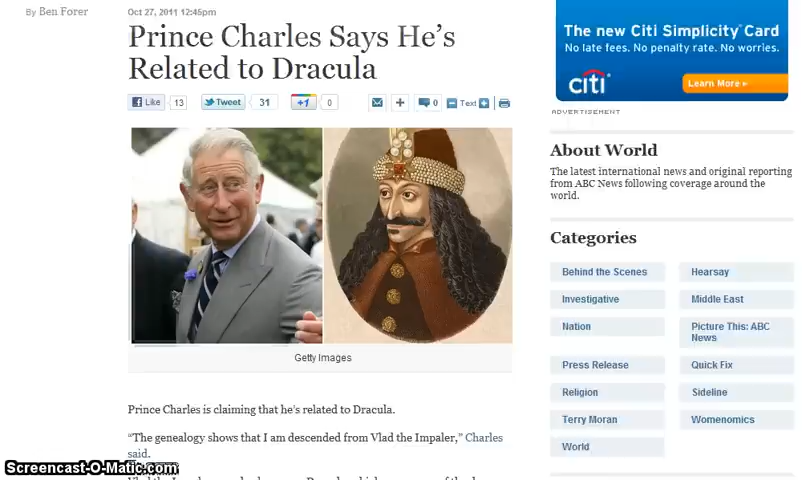 By Ben Forer
Oct 27, 2011 12:45pm
Prince Charles Says He's
Related to Dracula
Like 13
Tweet 31
+1 0
0
Text
Getty Images
Prince Charles is claiming that he's related to Dracula.
“The genealogy shows that I am descended from Vlad the Impaler,” Charles
said.
The new Citi Simplicity Card
No late fees. No penalty rate. No worries.
citi
Learn More
ADVERTISEMENT
About World
The latest international news and original reporting
from ABC News following coverage around the
world.
Categories
Behind the Scenes
Hearsay
Investigative
Middle East
Nation
Picture This: ABC
News
Press Release
Quick Fix
Religion
Sideline
Terry Moran
Womenomics
World
Screencast-O-Matic.com